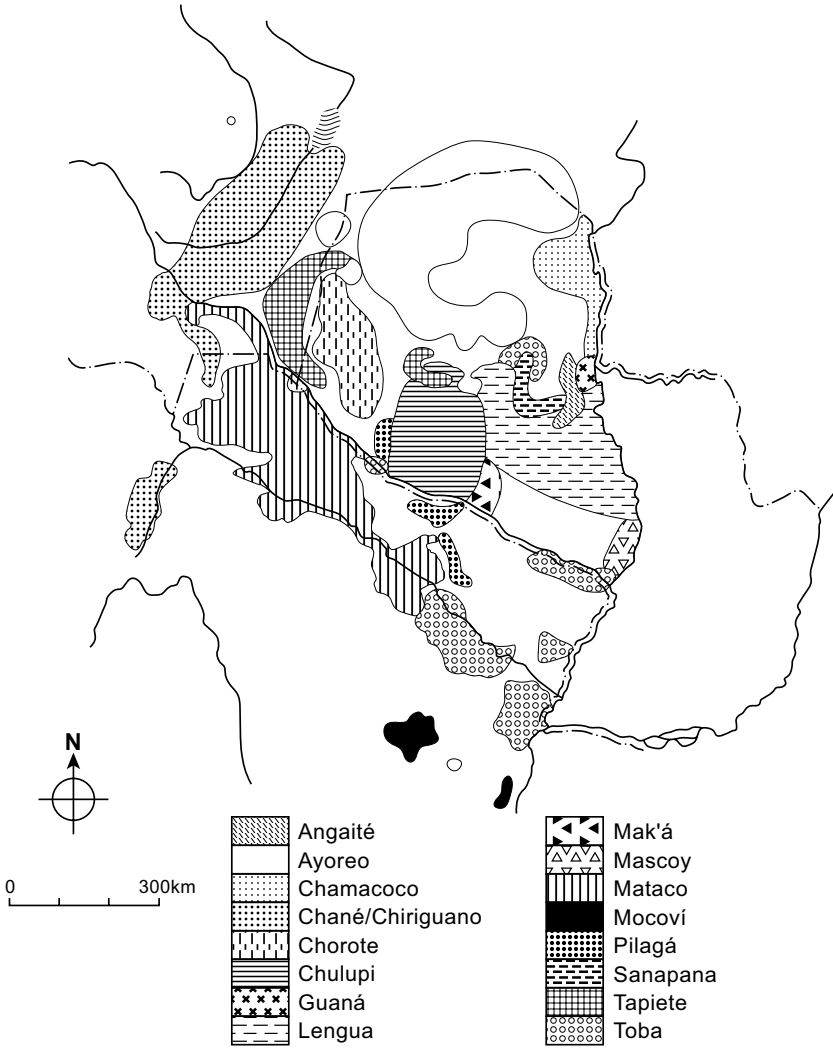 N
0 300km
Angaité
Ayoreo
Chamacoco
Chané/Chiriguano
Chorote
Chulupi
Guaná
Lengua
Mak'á
Mascoy
Mataco
Mocoví
Pilagá
Sanapana
Tapiete
Toba